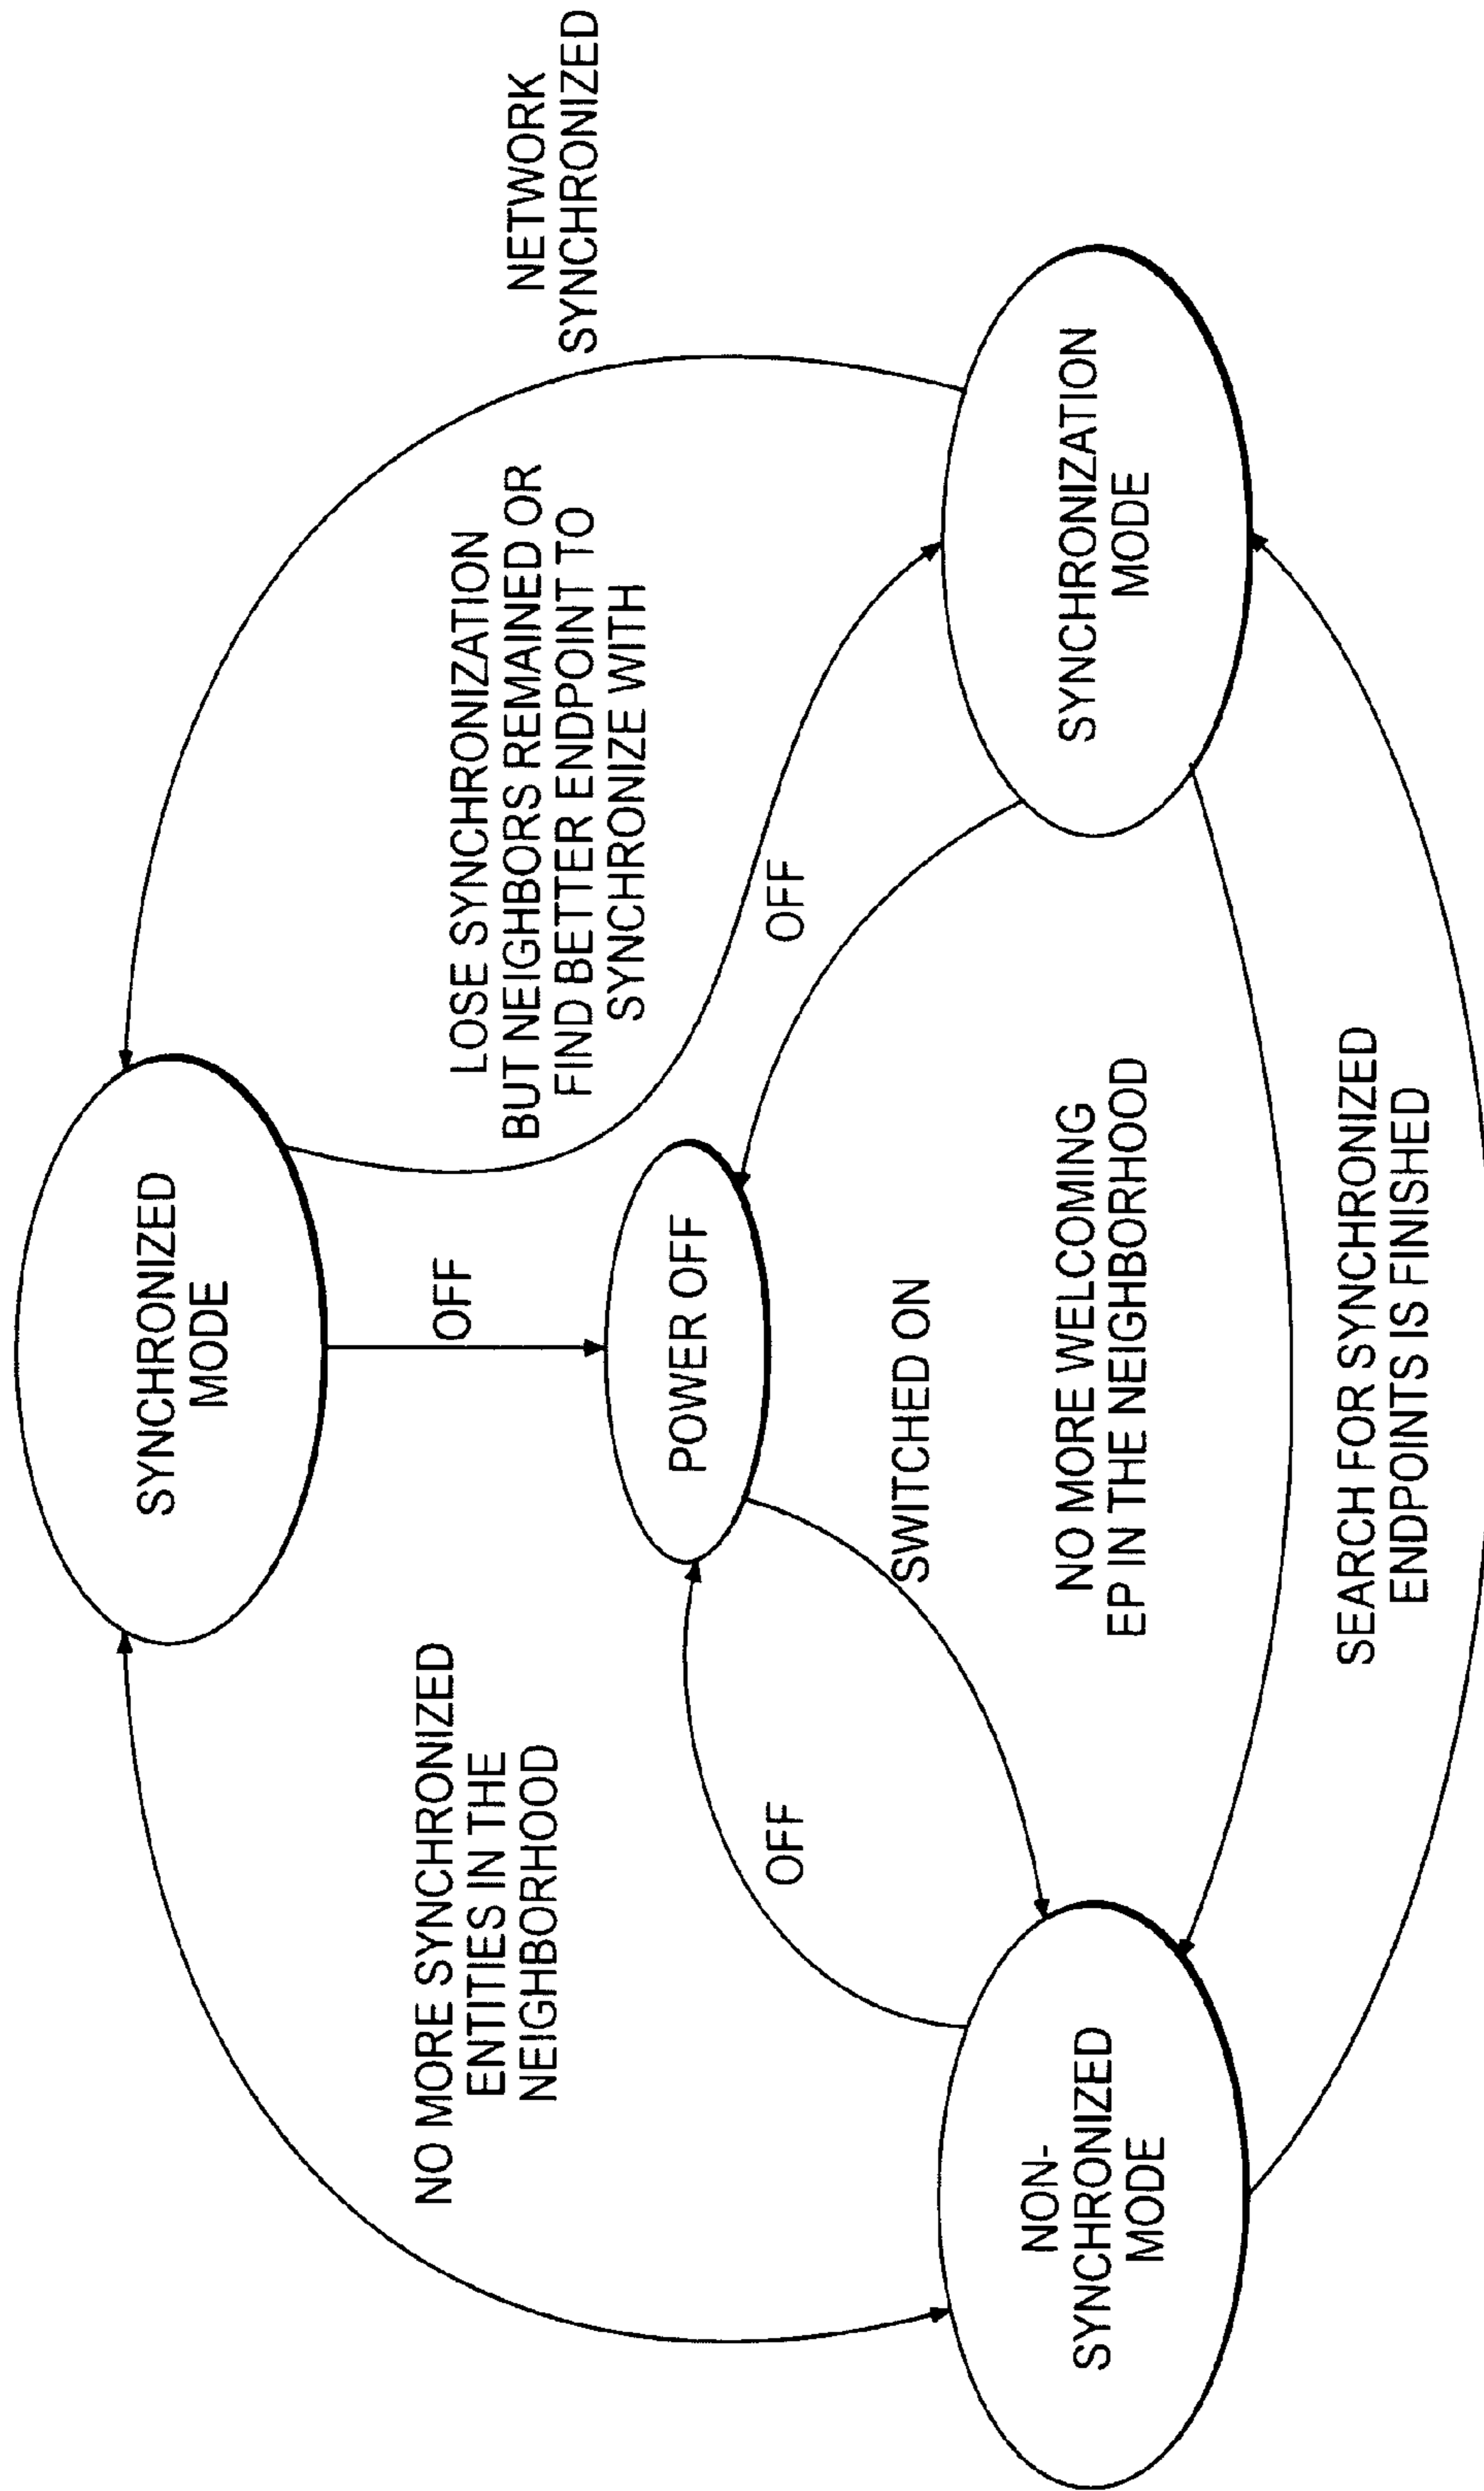 SYNCHRONIZED
MODE
NO MORE SYNCHRONIZED
ENTITIES IN THE
NEIGHBORHOOD
OFF
LOSE SYNCHRONIZATION
BUT NEIGHBORS REMAINED OR
FIND BETTER ENDPOINT TO
SYNCHRONIZE WITH
NETWORK
SYNCHRONIZED
POWER OFF
OFF
OFF
SWITCHED ON
NON-
SYNCHRONIZED
MODE
NO MORE WELCOMING
EP IN THE NEIGHBORHOOD
SYNCHRONIZATION
MODE
SEARCH FOR SYNCHRONIZED
ENDPOINTS IS FINISHED